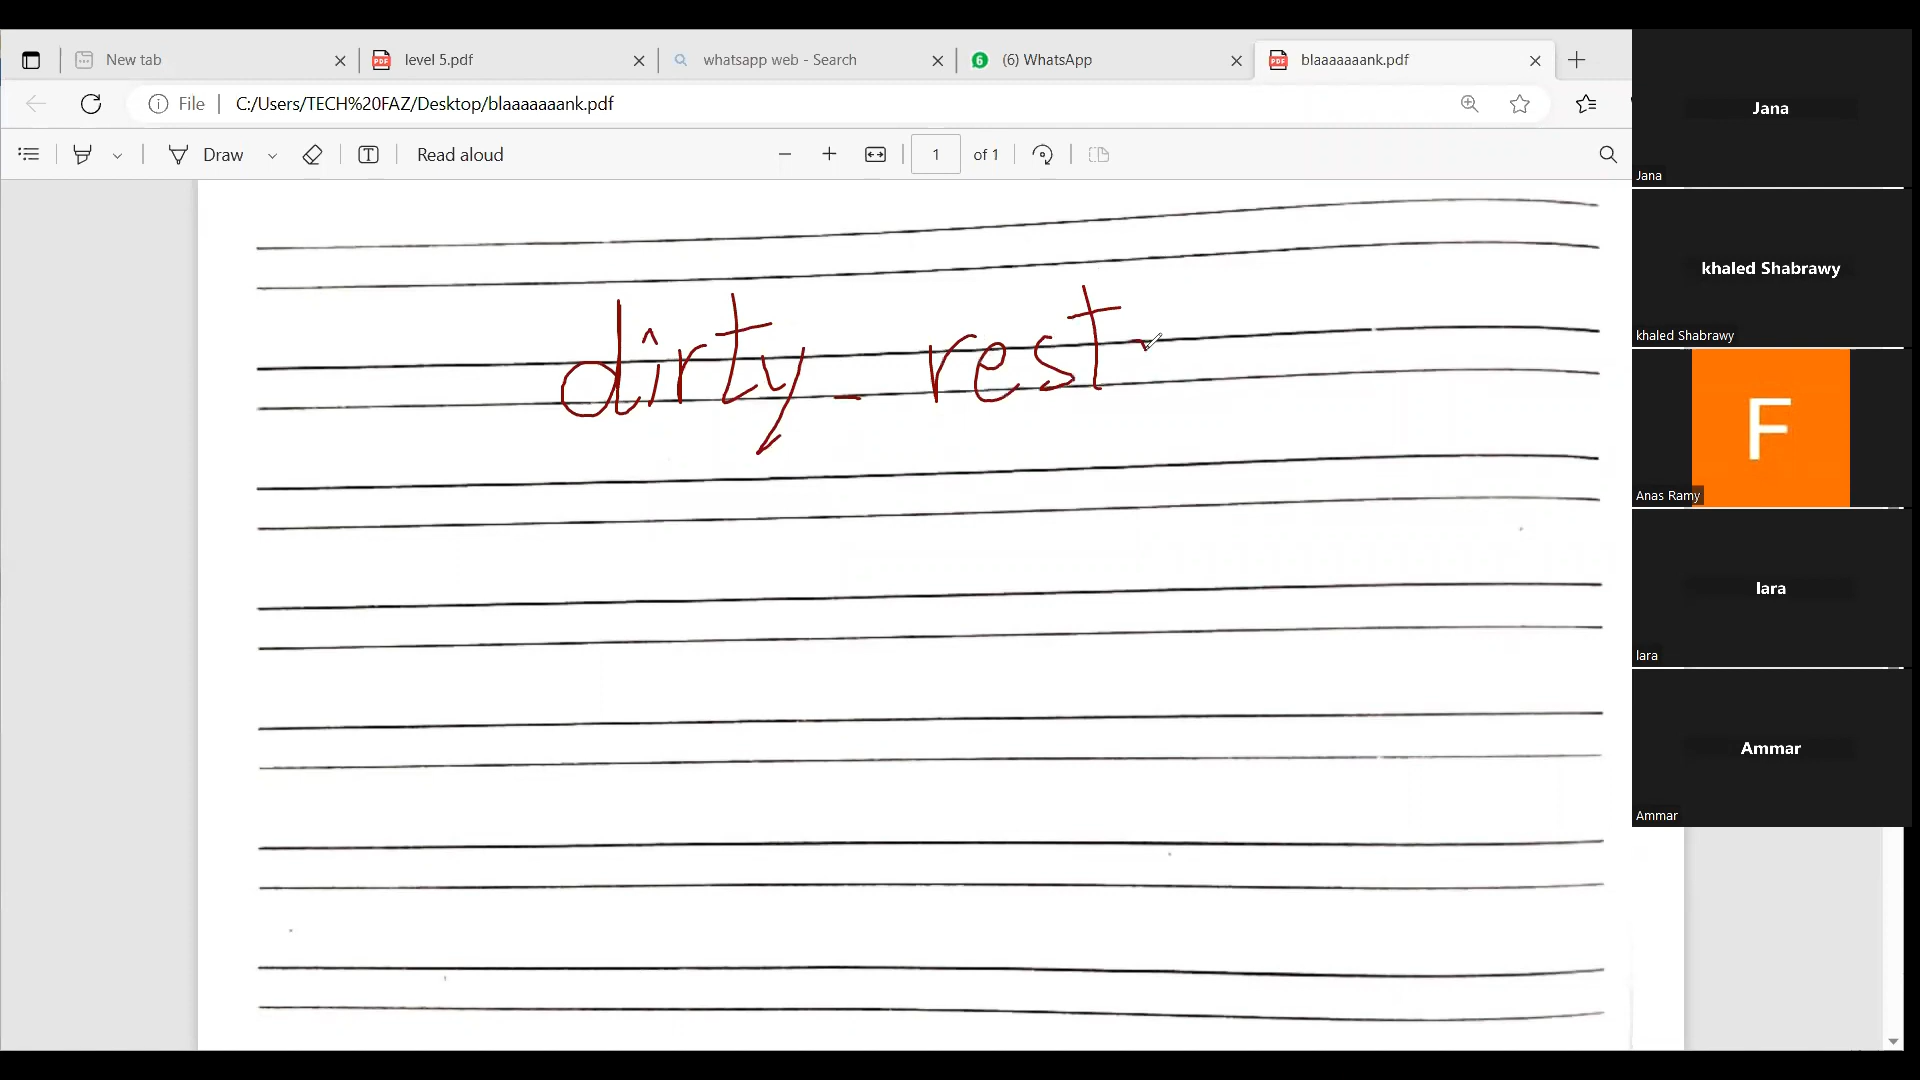 New tab
level 5.pdf
whatsapp web - Search
6 (6) WhatsApp
blaaaaaaank.pdf
File C:/Users/TECH%20FAZ/Desktop/blaaaaaaank.pdf
Draw
Read aloud
1 of 1
dirty - rest -
Jana
Jana
khaled Shabrawy
khaled Shabrawy
F
Anas Ramy
lara
lara
Ammar
Ammar